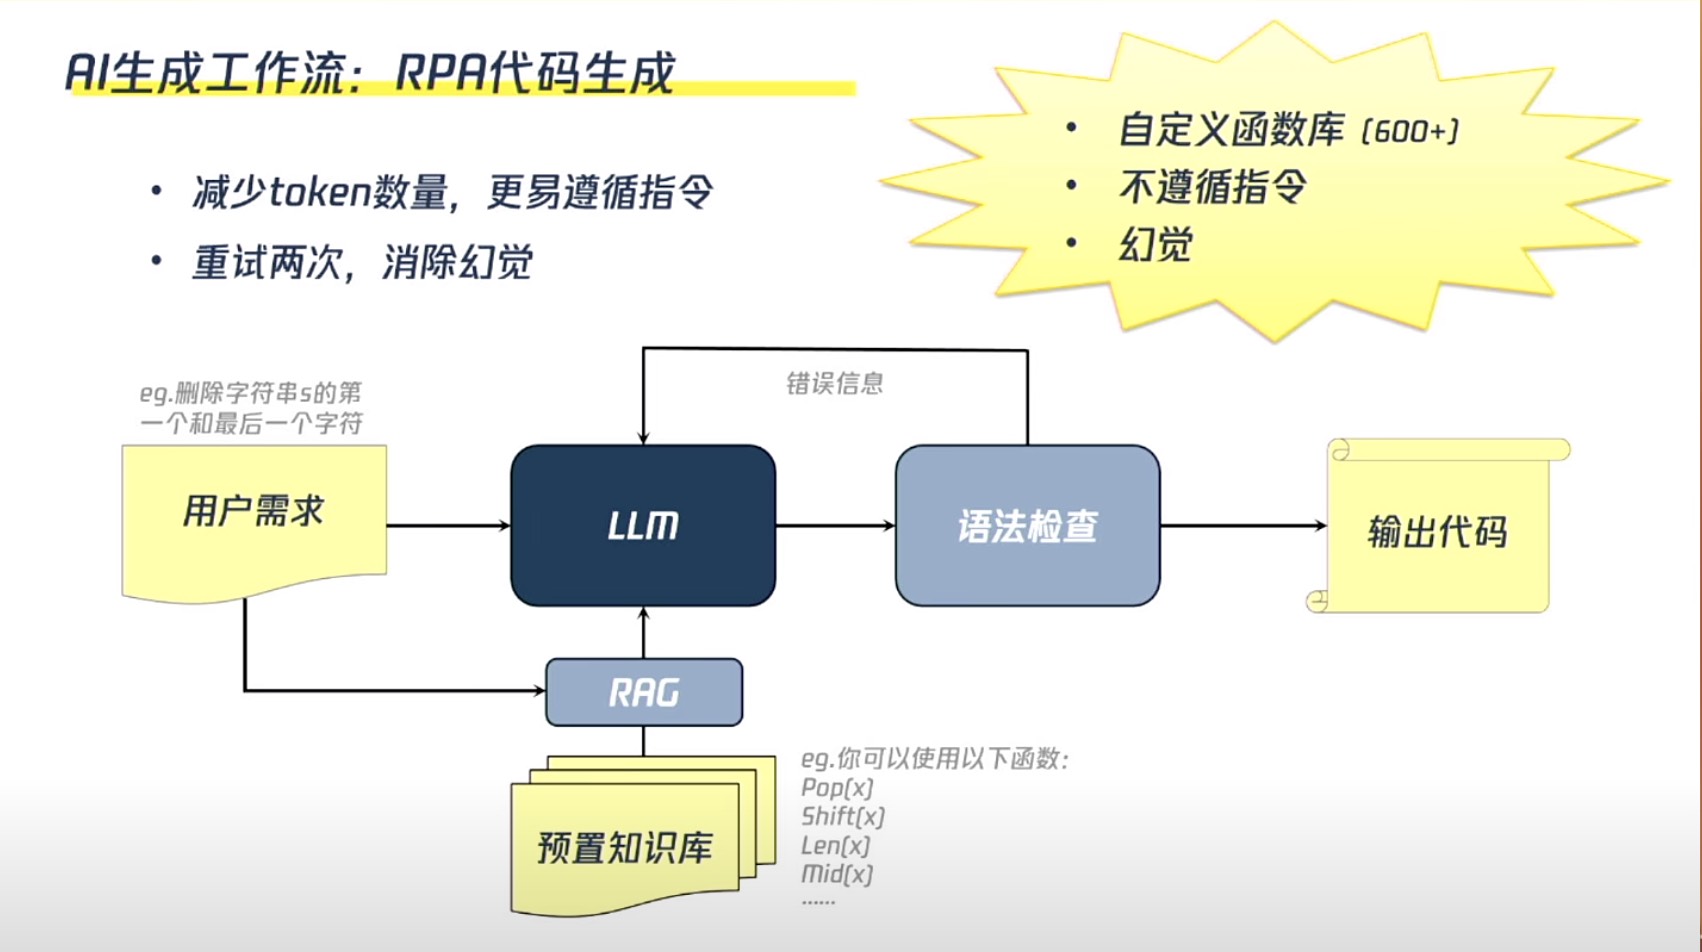 AI生成工作流：RPA代码生成
• 减少token数量，更易遵循指令
• 重试两次，消除幻觉
• 自定义函数库（600+）
• 不遵循指令
• 幻觉
错误信息
eg.删除字符串s的第
一个和最后一个字符
用户需求
LLM
语法检查
输出代码
RAG
预置知识库
eg.你可以使用以下函数：
Pop(x)
Shift(x)
Len(x)
Mid(x)
……